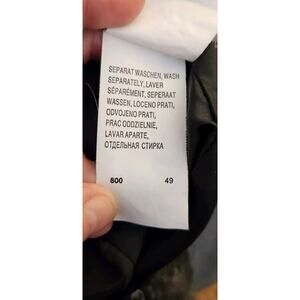 SEPARAT WASCHEN, WASH
SEPARATELY, LAVER
SÉPARÉMENT, SEPERAAT
WASSEN, LOCENO PRATI,
ODVOJENO PRATI,
PRAC ODDZIELNIE,
LAVAR APARTE,
ОТДЕЛЬНАЯ СТИРКА
800 49